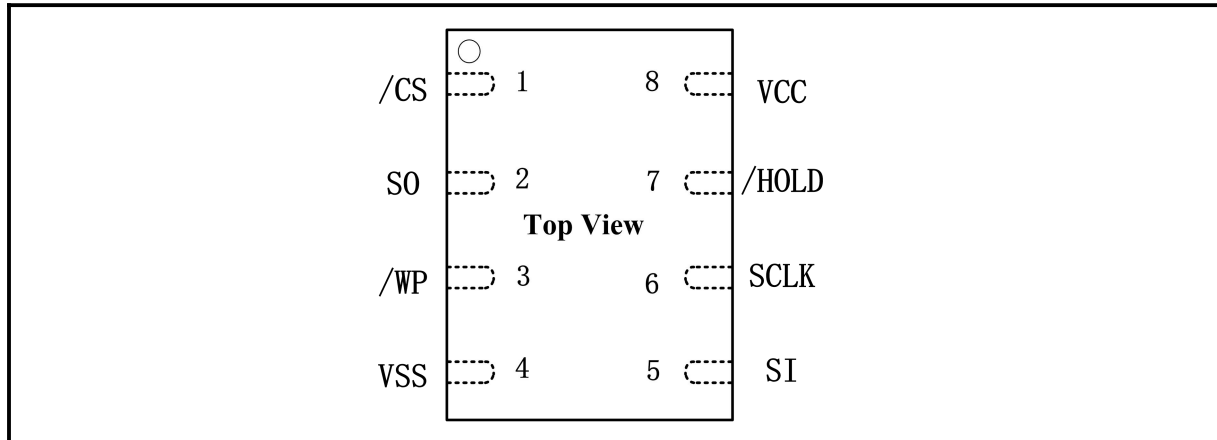 /CS 1 8 VCC
SO 2 7 /HOLD
Top View
/WP 3 6 SCLK
VSS 4 5 SI